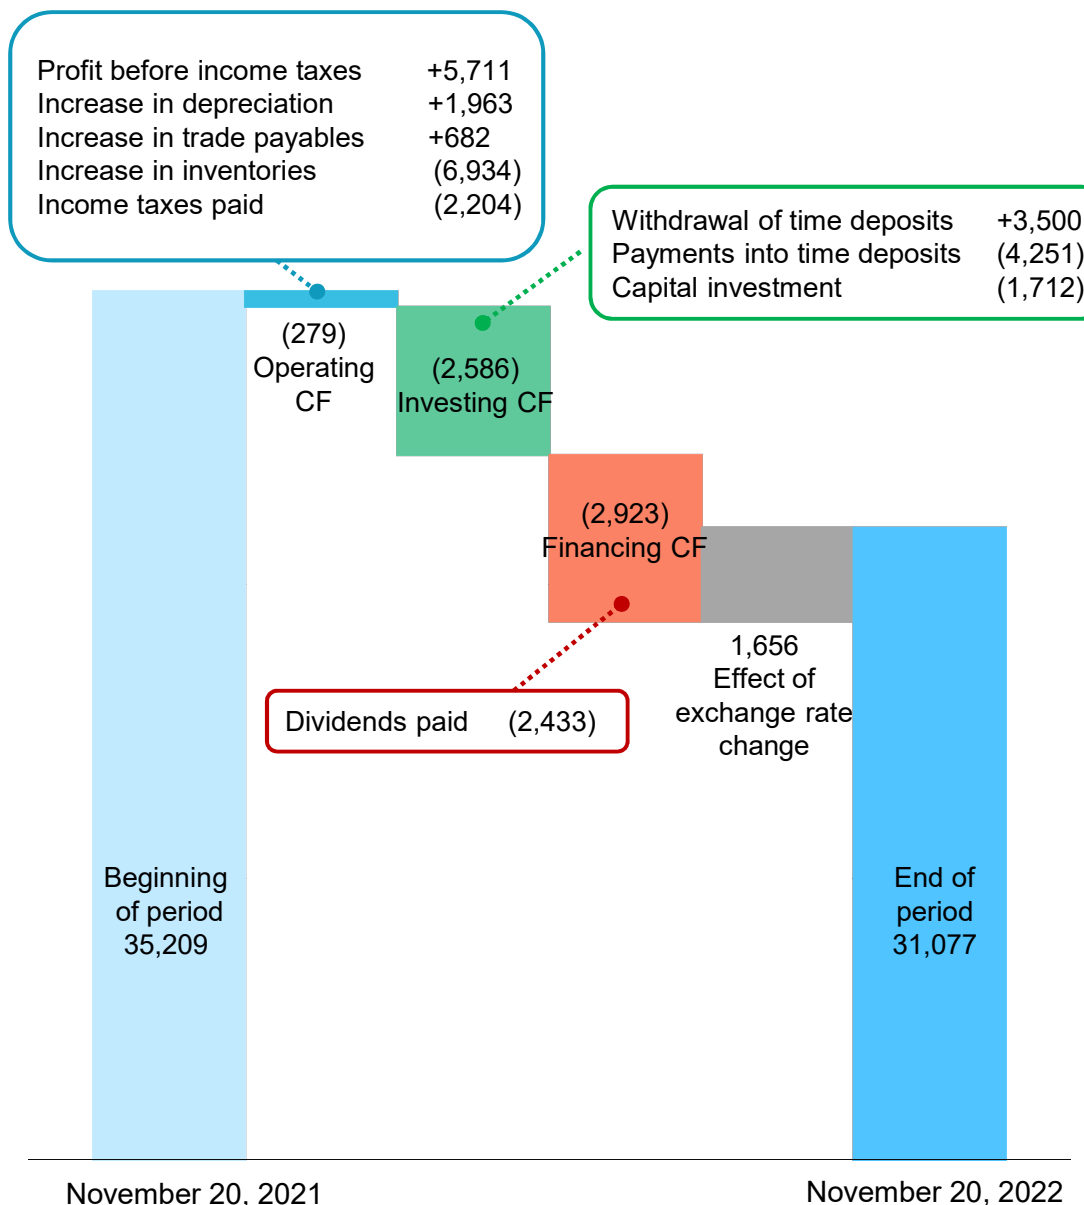 Profit before income taxes +5,711
Increase in depreciation +1,963
Increase in trade payables +682
Increase in inventories (6,934)
Income taxes paid (2,204)
Withdrawal of time deposits +3,500
Payments into time deposits (4,251)
Capital investment (1,712)
(279)
Operating
CF
(2,586)
Investing CF
(2,923)
Financing CF
1,656
Effect of
exchange rate
change
Dividends paid (2,433)
Beginning
of period
35,209
End of
period
31,077
November 20, 2021
November 20, 2022